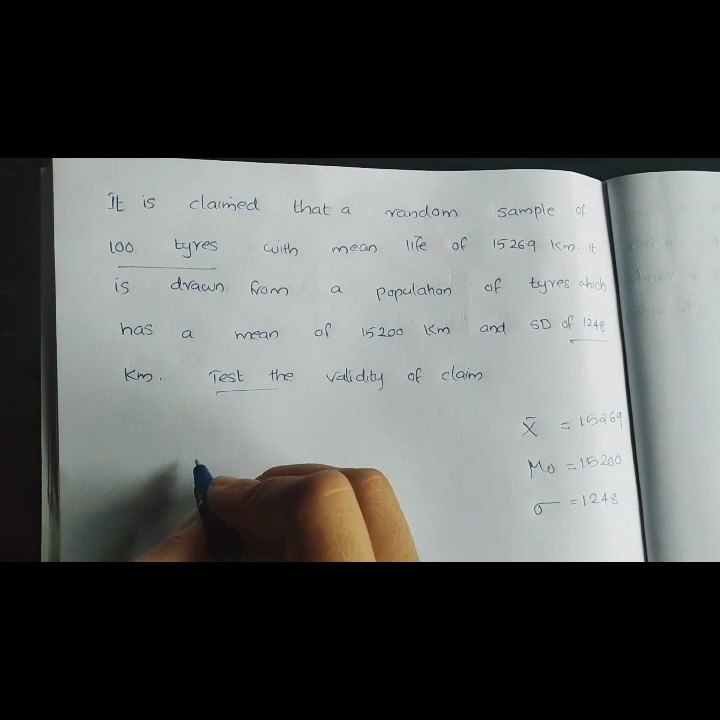 It is claimed that a random sample of
100 tyres with mean life of 15269 Km. It
is drawn from a population of tyres which
has a mean of 15200 Km and SD of 1248
Km. Test the validity of claim
X̄ = 15269
μ0 = 15200
σ = 1248